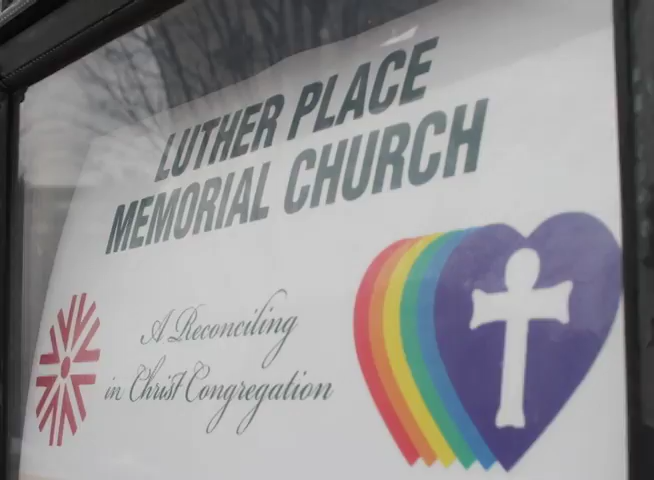 LUTHER PLACE
MEMORIAL CHURCH
A Reconciling
in Christ Congregation